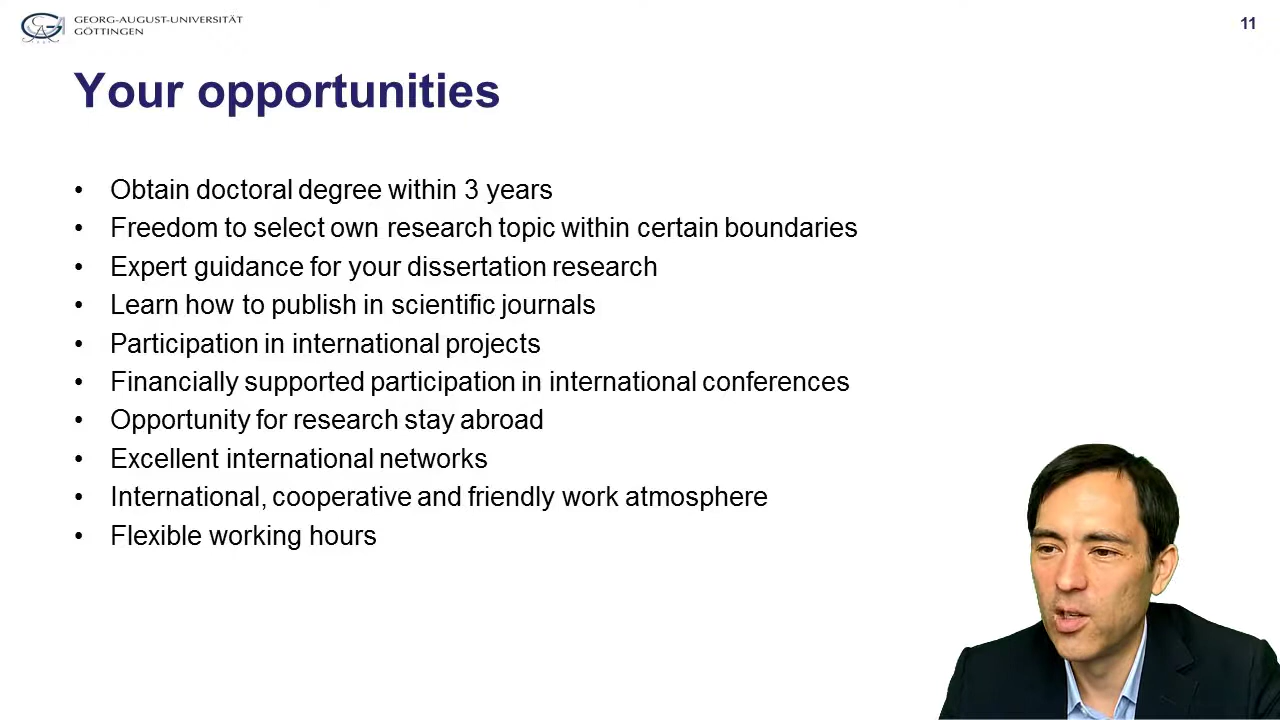 GEORG-AUGUST-UNIVERSITÄT
GÖTTINGEN
11
Your opportunities
• Obtain doctoral degree within 3 years
• Freedom to select own research topic within certain boundaries
• Expert guidance for your dissertation research
• Learn how to publish in scientific journals
• Participation in international projects
• Financially supported participation in international conferences
• Opportunity for research stay abroad
• Excellent international networks
• International, cooperative and friendly work atmosphere
• Flexible working hours